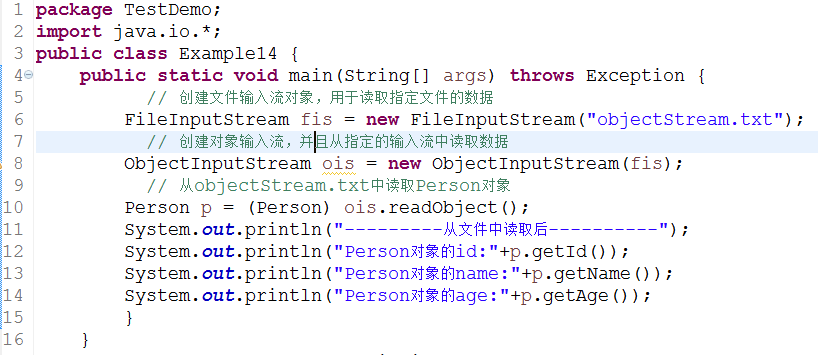 1 package TestDemo;
2 import java.io.*;
3 public class Example14 {
4 public static void main(String[] args) throws Exception {
5 // 创建文件输入流对象，用于读取指定文件的数据
6 FileInputStream fis = new FileInputStream("objectStream.txt");
7 // 创建对象输入流，并且从指定的输入流中读取数据
8 ObjectInputStream ois = new ObjectInputStream(fis);
9 // 从objectStream.txt中读取Person对象
10 Person p = (Person) ois.readObject();
11 System.out.println("---------从文件中读取后----------");
12 System.out.println("Person对象的id:"+p.getId());
13 System.out.println("Person对象的name:"+p.getName());
14 System.out.println("Person对象的age:"+p.getAge());
15 }
16 }